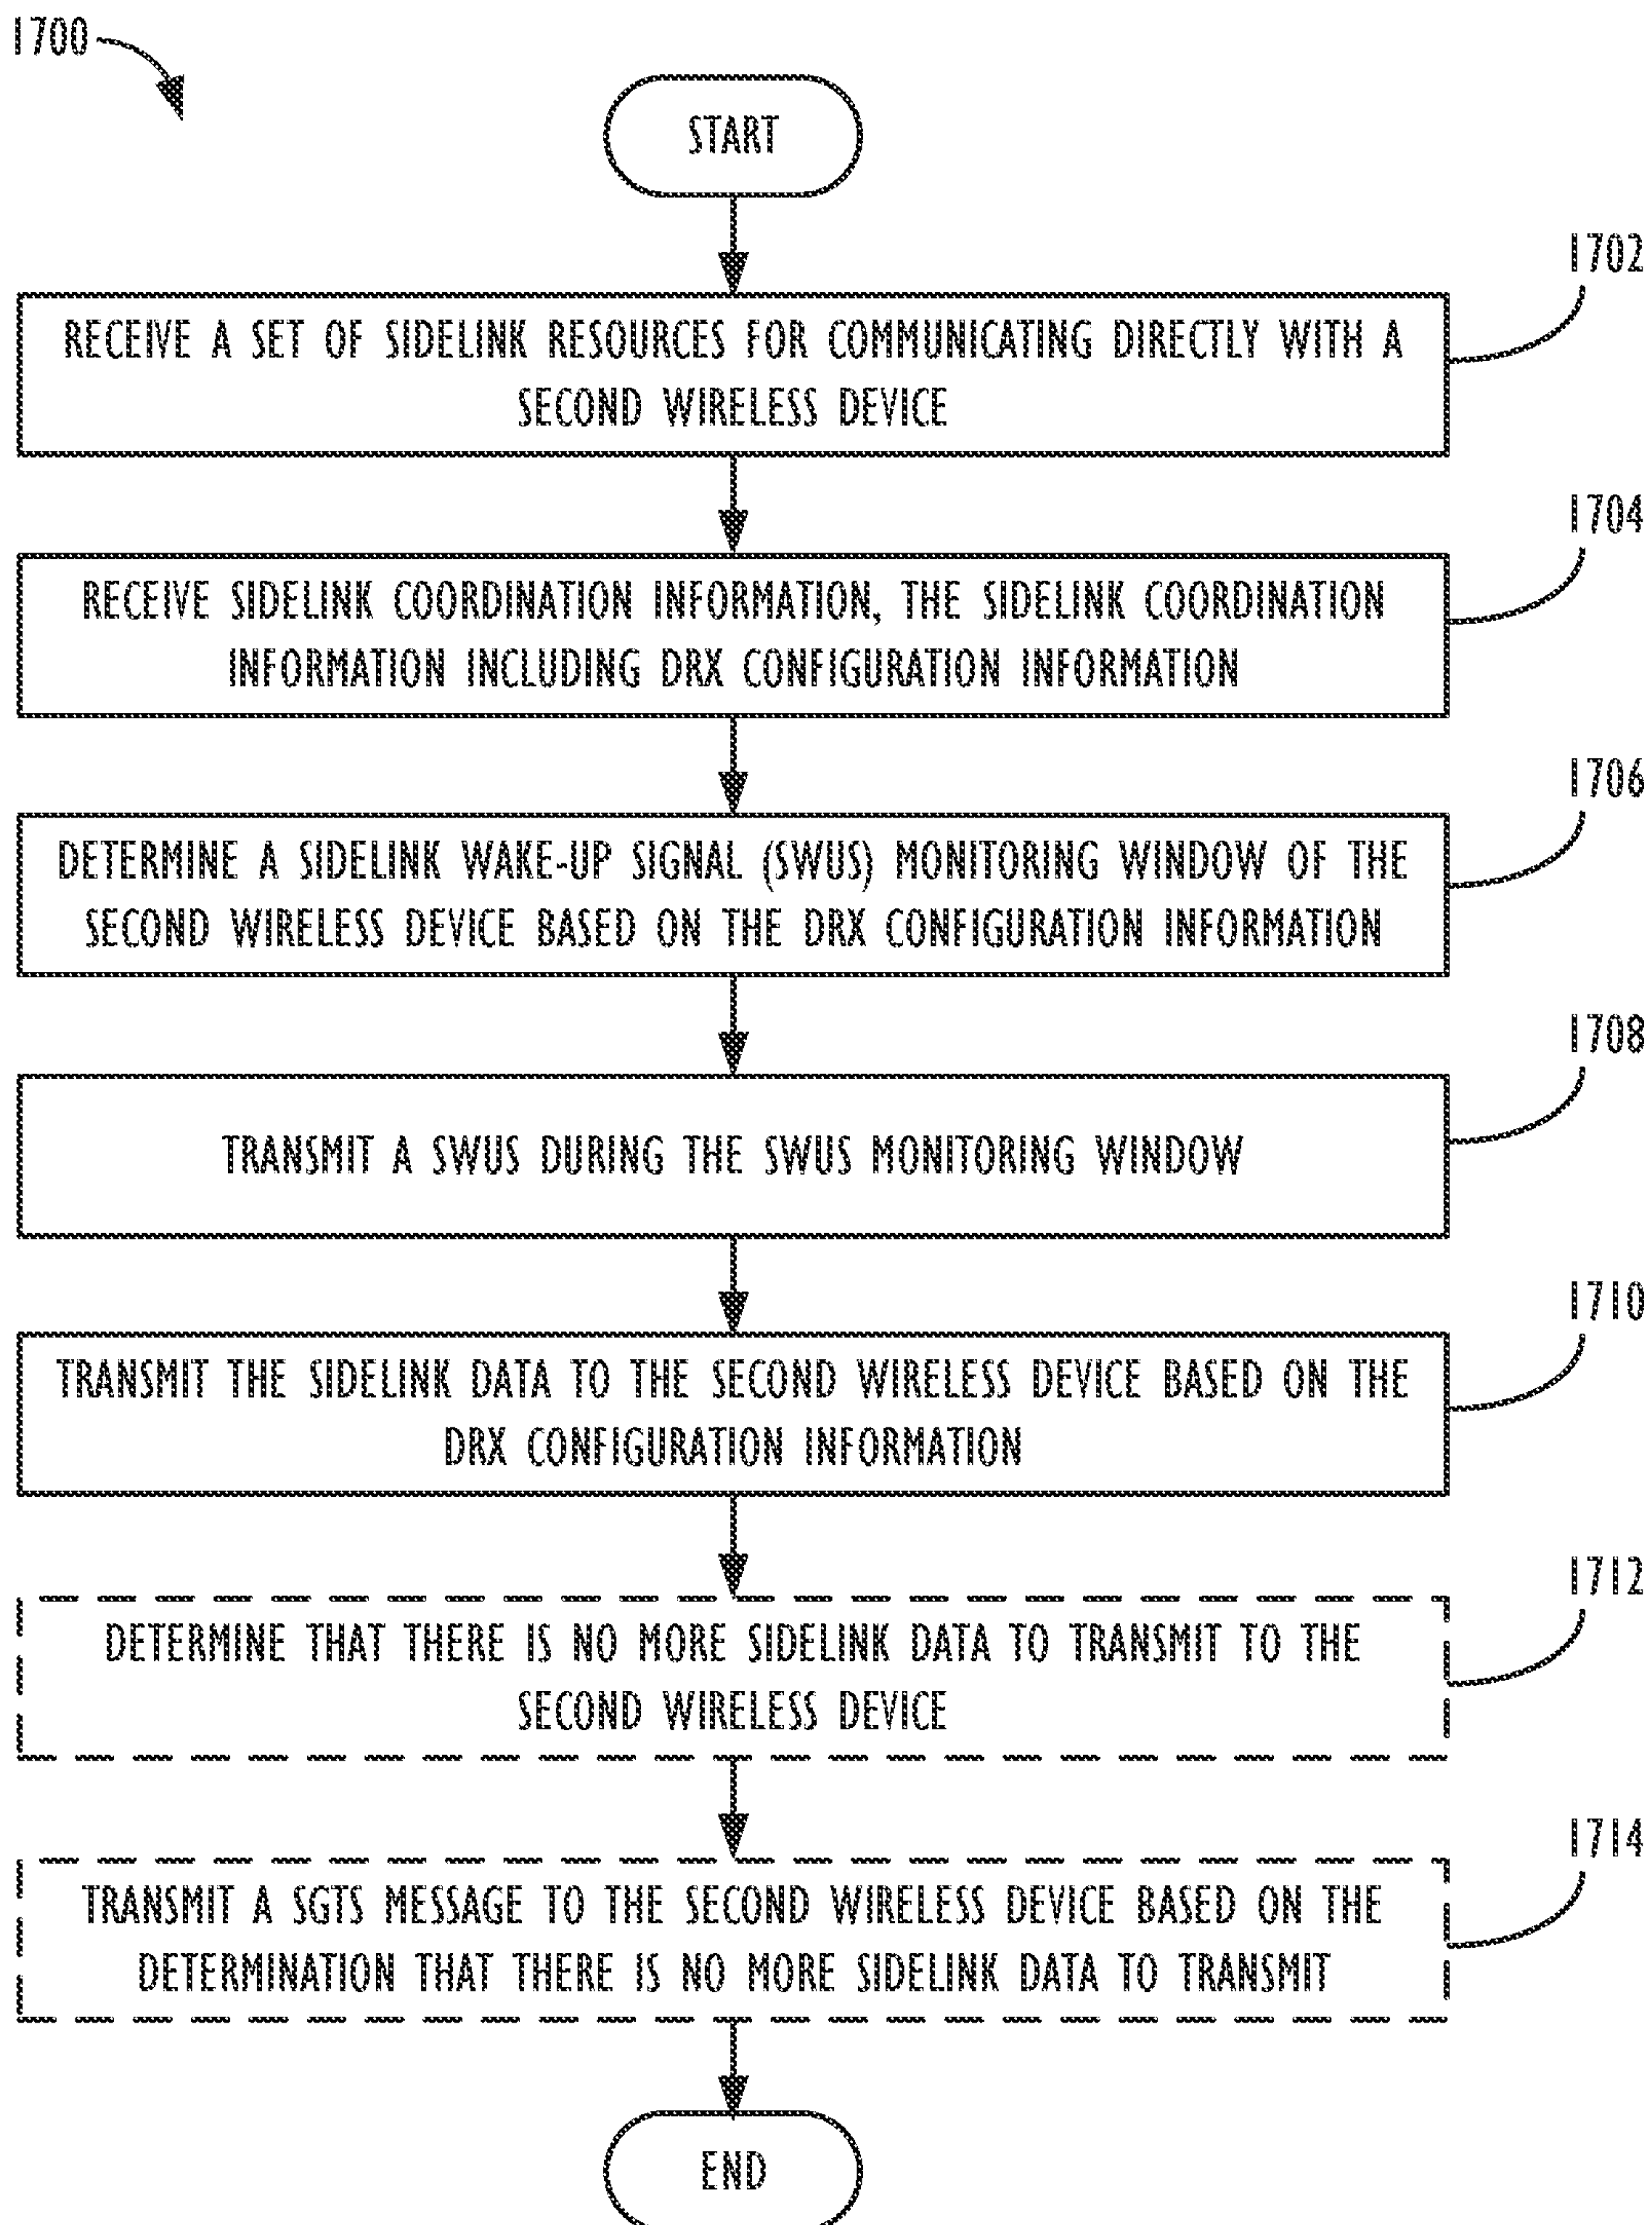 1700
START
1702
RECEIVE A SET OF SIDELINK RESOURCES FOR COMMUNICATING DIRECTLY WITH A
SECOND WIRELESS DEVICE
1704
RECEIVE SIDELINK COORDINATION INFORMATION, THE SIDELINK COORDINATION
INFORMATION INCLUDING DRX CONFIGURATION INFORMATION
1706
DETERMINE A SIDELINK WAKE-UP SIGNAL (SWUS) MONITORING WINDOW OF THE
SECOND WIRELESS DEVICE BASED ON THE DRX CONFIGURATION INFORMATION
1708
TRANSMIT A SWUS DURING THE SWUS MONITORING WINDOW
1710
TRANSMIT THE SIDELINK DATA TO THE SECOND WIRELESS DEVICE BASED ON THE
DRX CONFIGURATION INFORMATION
1712
DETERMINE THAT THERE IS NO MORE SIDELINK DATA TO TRANSMIT TO THE
SECOND WIRELESS DEVICE
1714
TRANSMIT A SGTS MESSAGE TO THE SECOND WIRELESS DEVICE BASED ON THE
DETERMINATION THAT THERE IS NO MORE SIDELINK DATA TO TRANSMIT
END